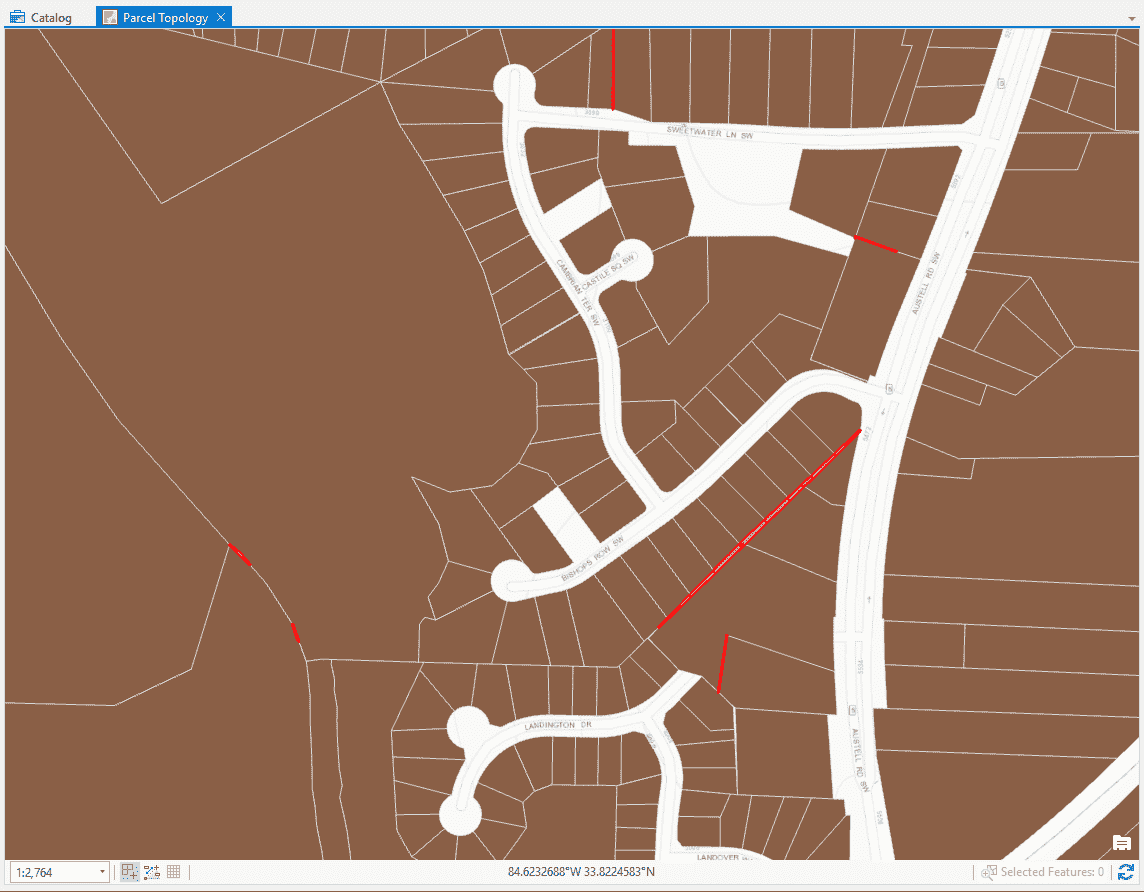 Catalog
Parcel Topology
SWEETWATER LN SW
CASTILE SQ SW
CAMBRIAN TER SW
AUSTELL RD SW
BISHOPS ROW SW
LANDINGTON DR
AUSTELL RD SW
LANDOVER
1:2,764
84.6232688°W 33.8224583°N
Selected Features: 0